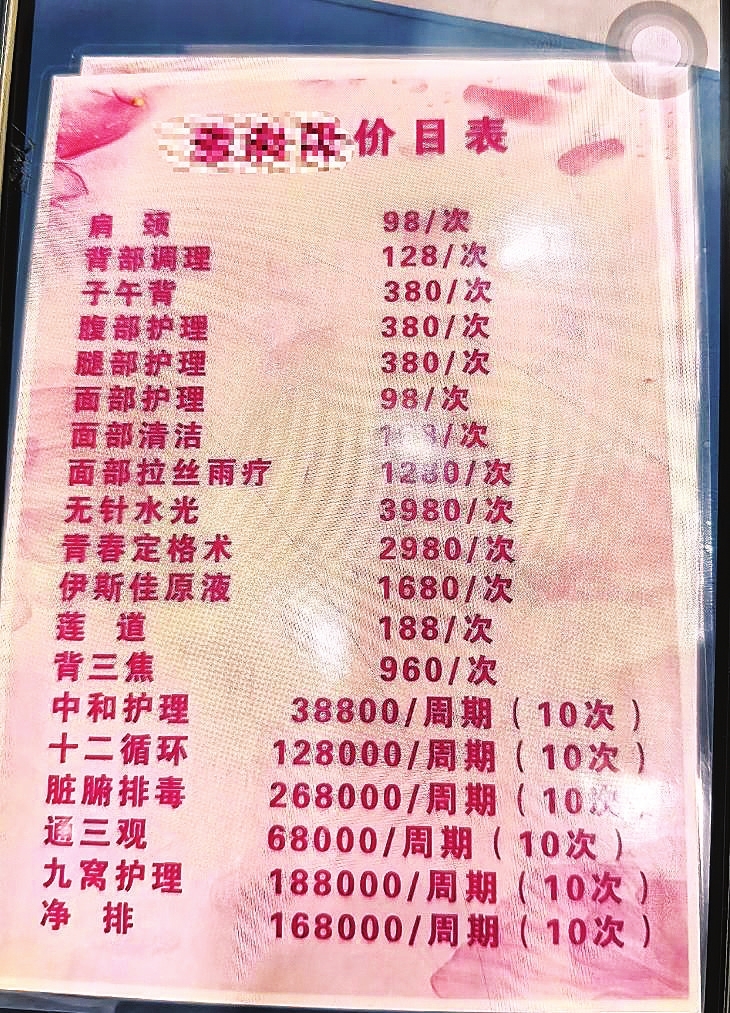 价目表
肩 颈 98/次
背部调理 128/次
子午背 380/次
腹部护理 380/次
腿部护理 380/次
面部护理 98/次
面部清洁 /次
面部拉丝雨疗 1280/次
无针水光 3980/次
青春定格术 2980/次
伊斯佳原液 1680/次
莲 道 188/次
背三焦 960/次
中和护理 38800/周期（10次）
十二循环 128000/周期（10次）
脏腑排毒 268000/周期（10次）
通三观 68000/周期（10次）
九窝护理 188000/周期（10次）
净 排 168000/周期（10次）